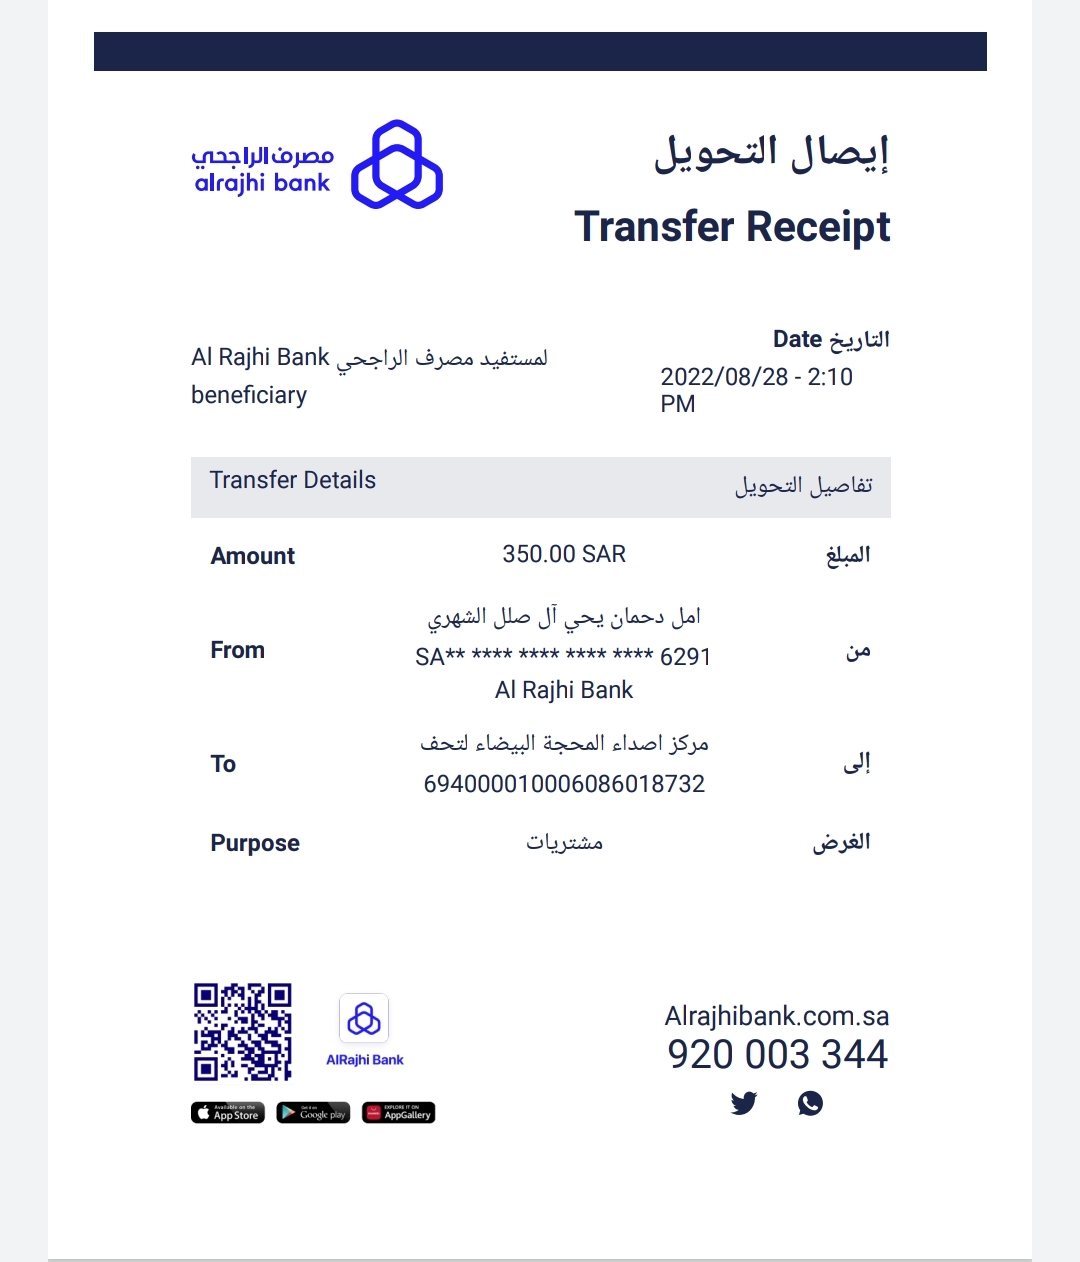 مصرف الراجحي
alrajhi bank
إيصال التحويل
Transfer Receipt
التاريخ Date
2022/08/28 - 2:10
PM
لمستفيد مصرف الراجحي Al Rajhi Bank
beneficiary
Transfer Details تفاصيل التحويل
Amount 350.00 SAR المبلغ
امل دحمان يحي آل صلل الشهري
From SA** **** **** **** **** 6291 من
Al Rajhi Bank
مركز اصداء المحجة البيضاء لتحف
To 694000010006086018732 إلى
Purpose مشتريات الغرض
AlRajhi Bank
Available on the App Store
Get it on Google play
EXPLORE IT ON AppGallery
Alrajhibank.com.sa
920 003 344